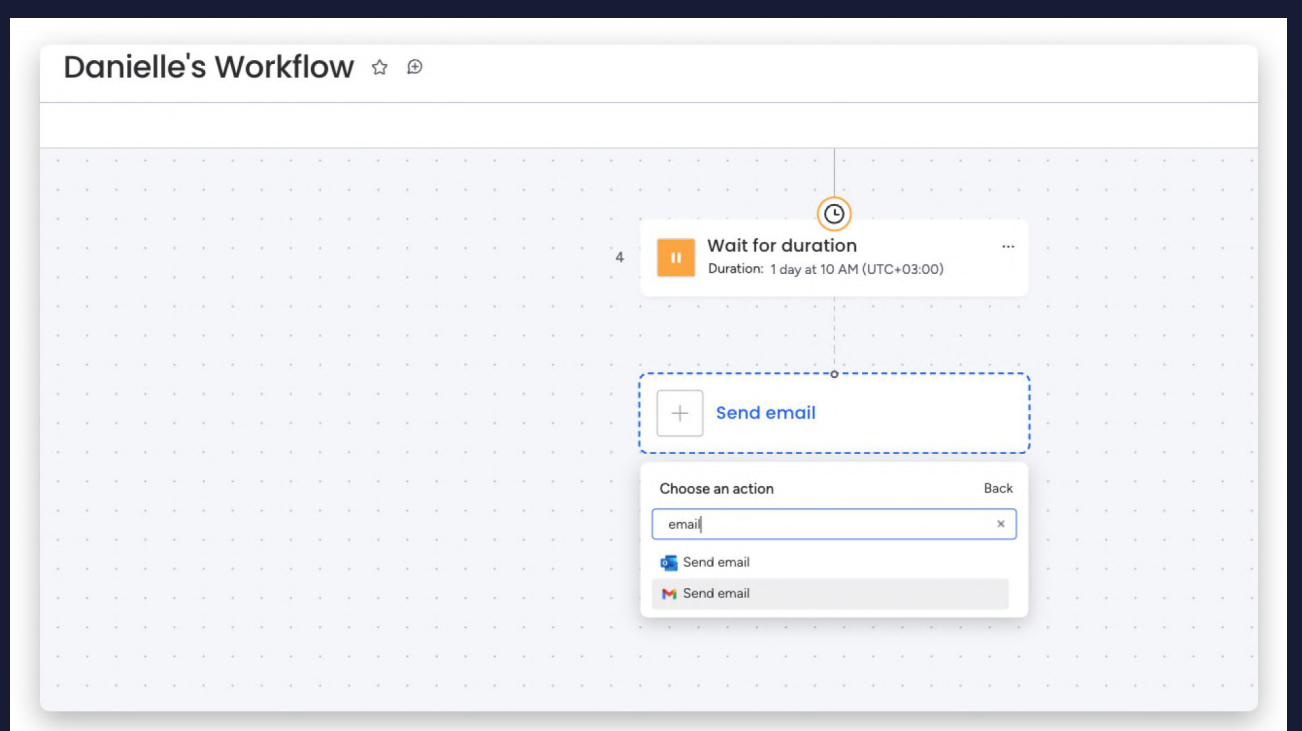 Danielle's Workflow
4
Wait for duration
Duration: 1 day at 10 AM (UTC+03:00)
Send email
Choose an action
Back
email
Send email
Send email